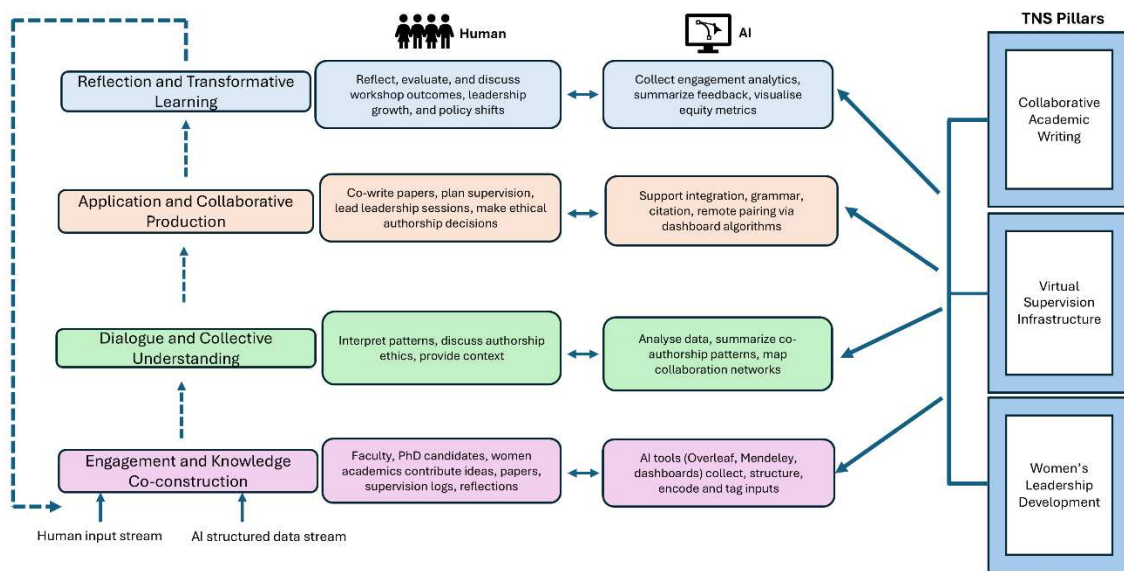 TNS Pillars
Human
AI
Reflection and Transformative
Learning
Reflect, evaluate, and discuss
workshop outcomes, leadership
growth, and policy shifts
Collect engagement analytics,
summarize feedback, visualise
equity metrics
Collaborative
Academic
Writing
Application and Collaborative
Production
Co-write papers, plan supervision,
lead leadership sessions, make ethical
authorship decisions
Support integration, grammar,
citation, remote pairing via
dashboard algorithms
Virtual
Supervision
Infrastructure
Dialogue and Collective
Understanding
Interpret patterns, discuss authorship
ethics, provide context
Analyse data, summarize co-
authorship patterns, map
collaboration networks
Engagement and Knowledge
Co-construction
Faculty, PhD candidates, women
academics contribute ideas, papers,
supervision logs, reflections
AI tools (Overleaf, Mendeley,
dashboards) collect, structure,
encode and tag inputs
Women's
Leadership
Development
Human input stream
AI structured data stream